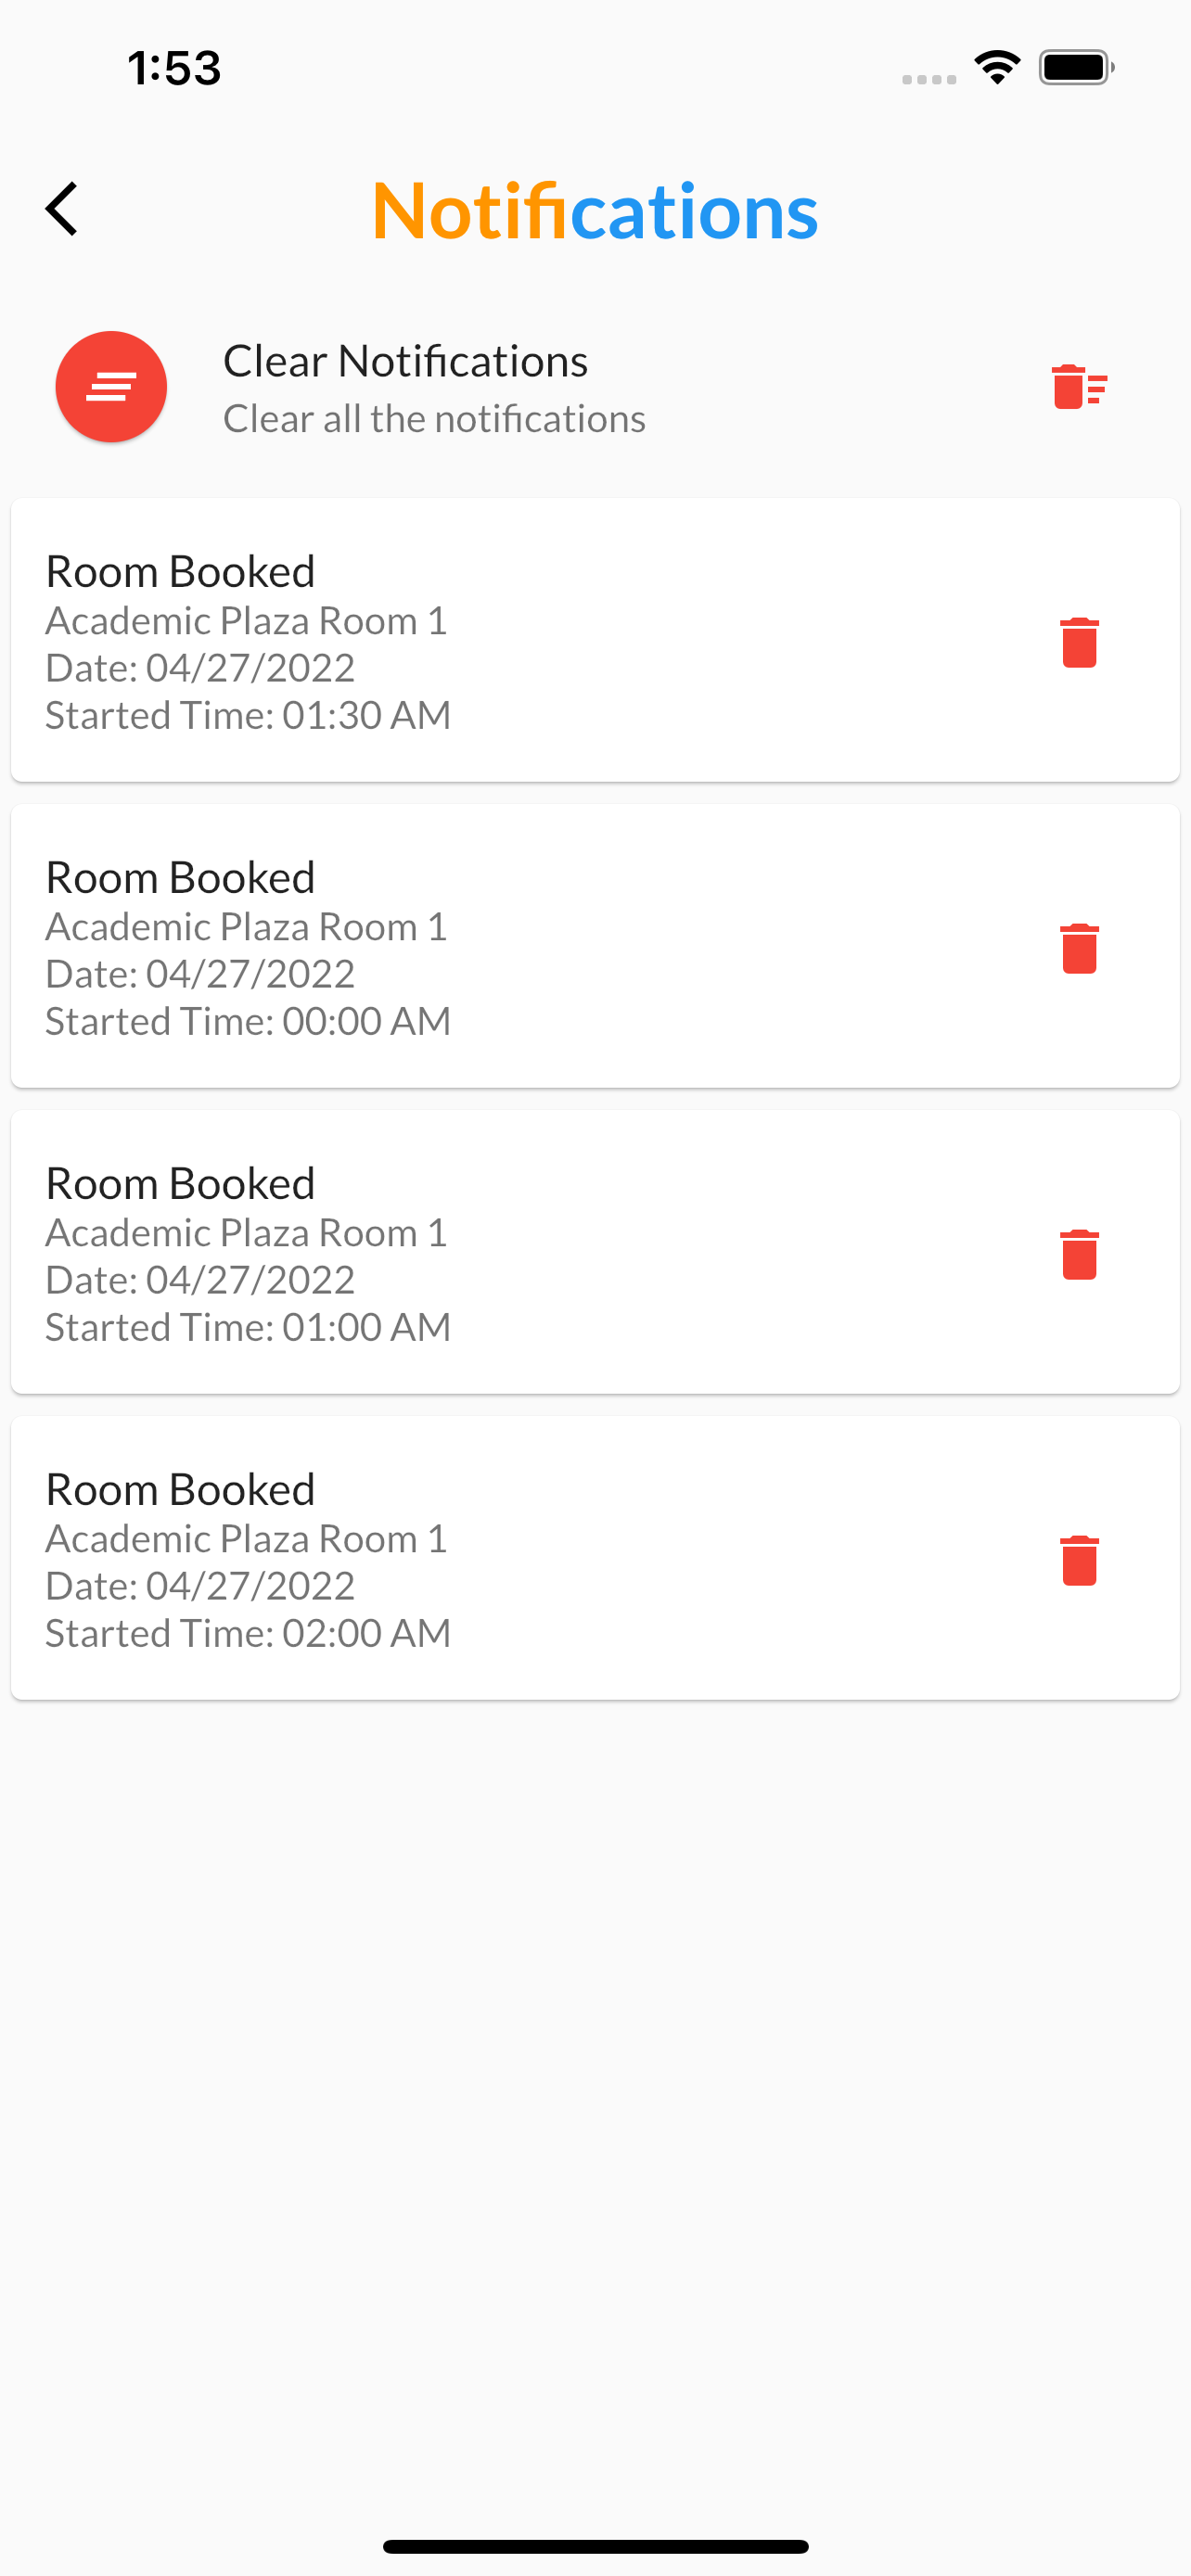 1:53
Notifications
Clear Notifications
Clear all the notifications
Room Booked
Academic Plaza Room 1
Date: 04/27/2022
Started Time: 01:30 AM
Room Booked
Academic Plaza Room 1
Date: 04/27/2022
Started Time: 00:00 AM
Room Booked
Academic Plaza Room 1
Date: 04/27/2022
Started Time: 01:00 AM
Room Booked
Academic Plaza Room 1
Date: 04/27/2022
Started Time: 02:00 AM